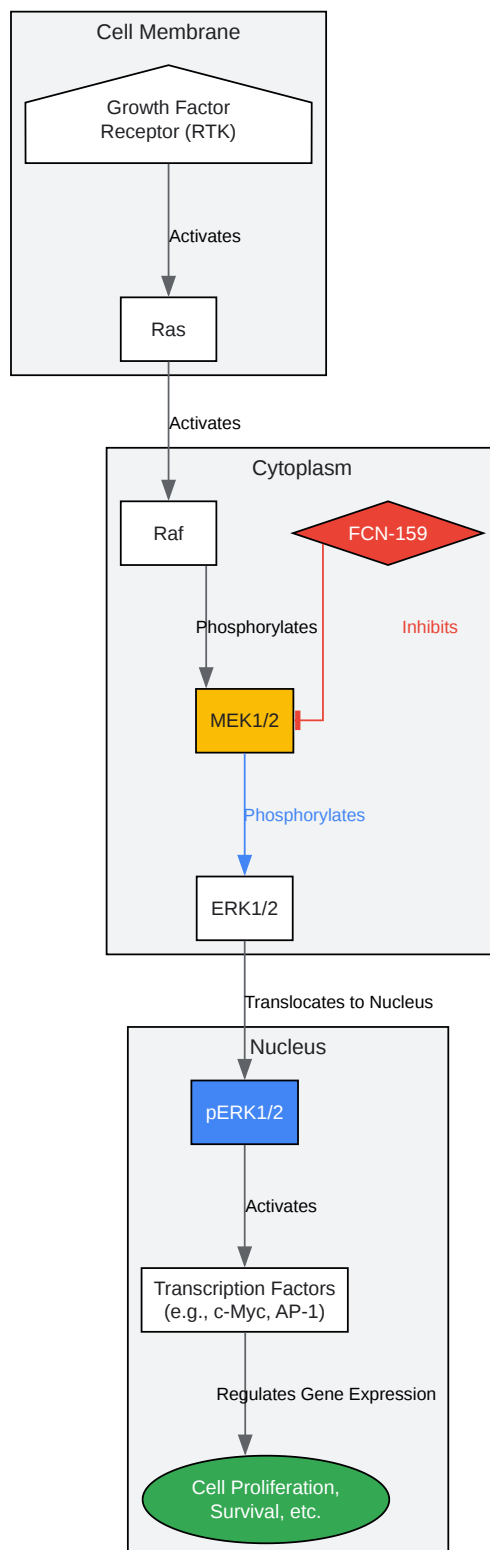 Cell Membrane
Growth Factor
Receptor (RTK)
Activates
Ras
Activates
Cytoplasm
Raf
FCN-159
Phosphorylates
Inhibits
MEK1/2
Phosphorylates
ERK1/2
Translocates to Nucleus
Nucleus
pERK1/2
Activates
Transcription Factors
(e.g., c-Myc, AP-1)
Regulates Gene Expression
Cell Proliferation,
Survival, etc.